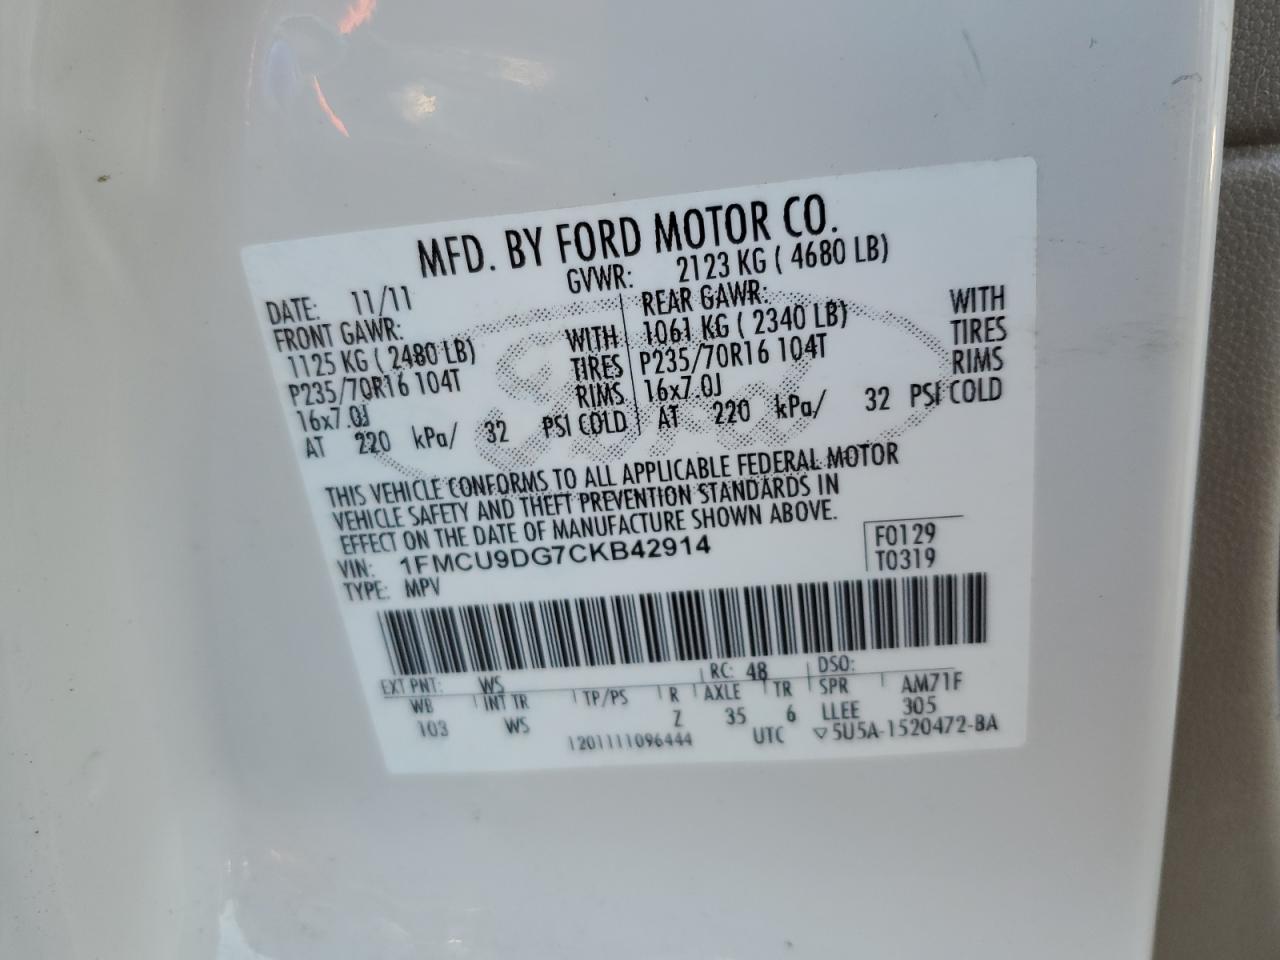 MFD. BY FORD MOTOR CO.
DATE: 11/11 GVWR: 2123 KG ( 4680 LB)
FRONT GAWR: REAR GAWR:
1125 KG ( 2480 LB) WITH 1061 KG ( 2340 LB) WITH
P235/70R16 104T TIRES P235/70R16 104T TIRES
16x7.0J RIMS 16x7.0J RIMS
AT 220 kPa/ 32 PSI COLD AT 220 kPa/ 32 PSI COLD
THIS VEHICLE CONFORMS TO ALL APPLICABLE FEDERAL MOTOR
VEHICLE SAFETY AND THEFT PREVENTION STANDARDS IN
EFFECT ON THE DATE OF MANUFACTURE SHOWN ABOVE.
VIN: 1FMCU9DG7CKB42914 F0129
TYPE: MPV T0319
EXT PNT: WS RC: 48 DSO:
WB INT TR TP/PS R AXLE TR SPR AM71F
103 WS Z 35 6 LLEE 305
1201111096444 UTC ▽5U5A-1520472-BA
Ford